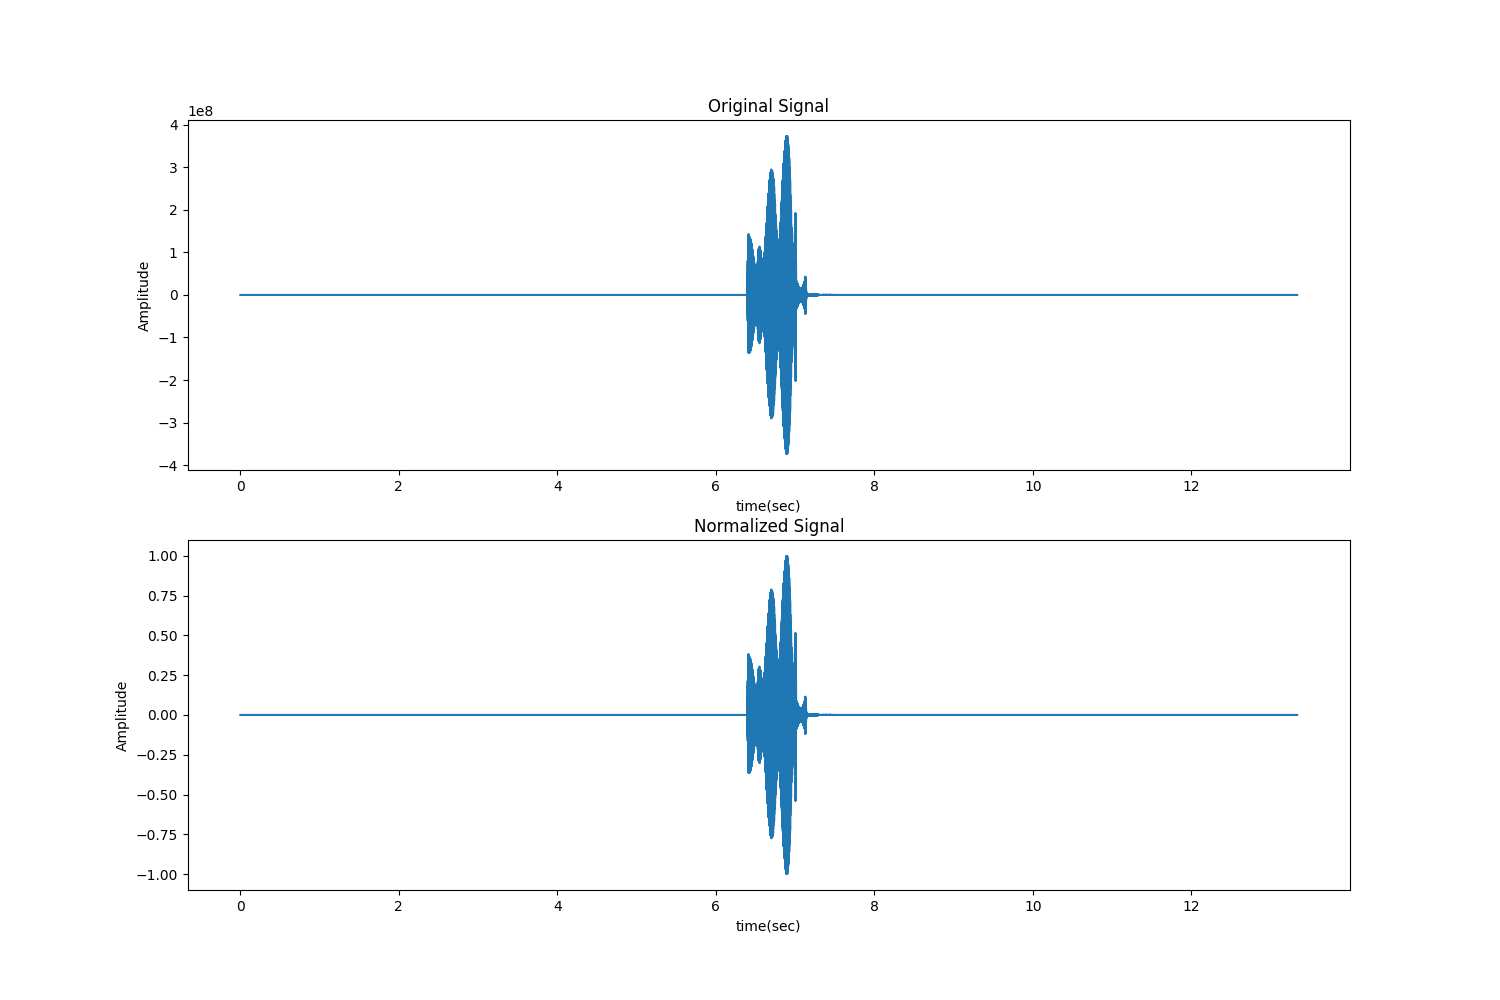 Original Signal
1e8
4
3
2
1
0
−1
−2
−3
−4
Amplitude
0 2 4 6 8 10 12
time(sec)
Normalized Signal
1.00
0.75
0.50
0.25
0.00
−0.25
−0.50
−0.75
−1.00
Amplitude
0 2 4 6 8 10 12
time(sec)